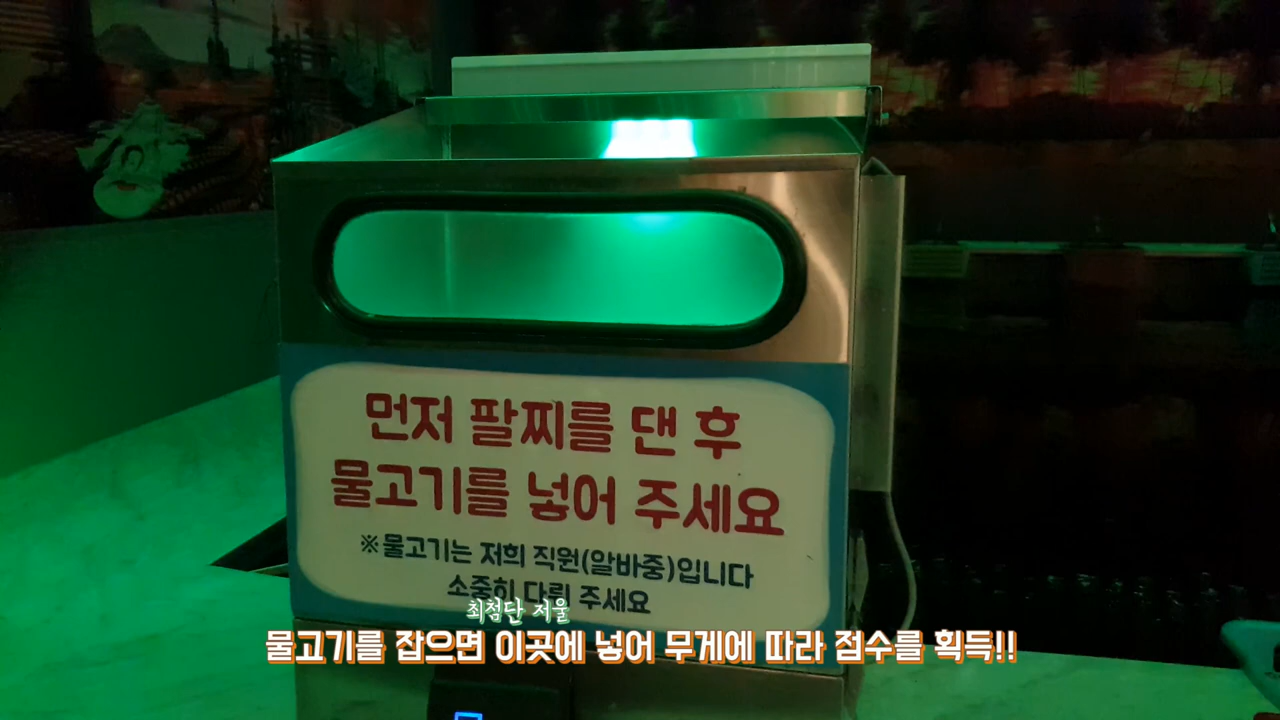 먼저 팔찌를 댄 후
물고기를 넣어 주세요
※물고기는 저희 직원(알바중)입니다
소중히 다뤄 주세요
최첨단 저울
물고기를 잡으면 이곳에 넣어 무게에 따라 점수를 획득!!